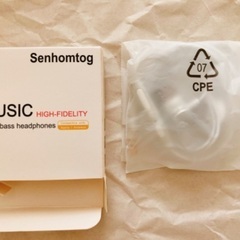 Senhomtog
USIC HIGH-FIDELITY
bass headphones
07
CPE